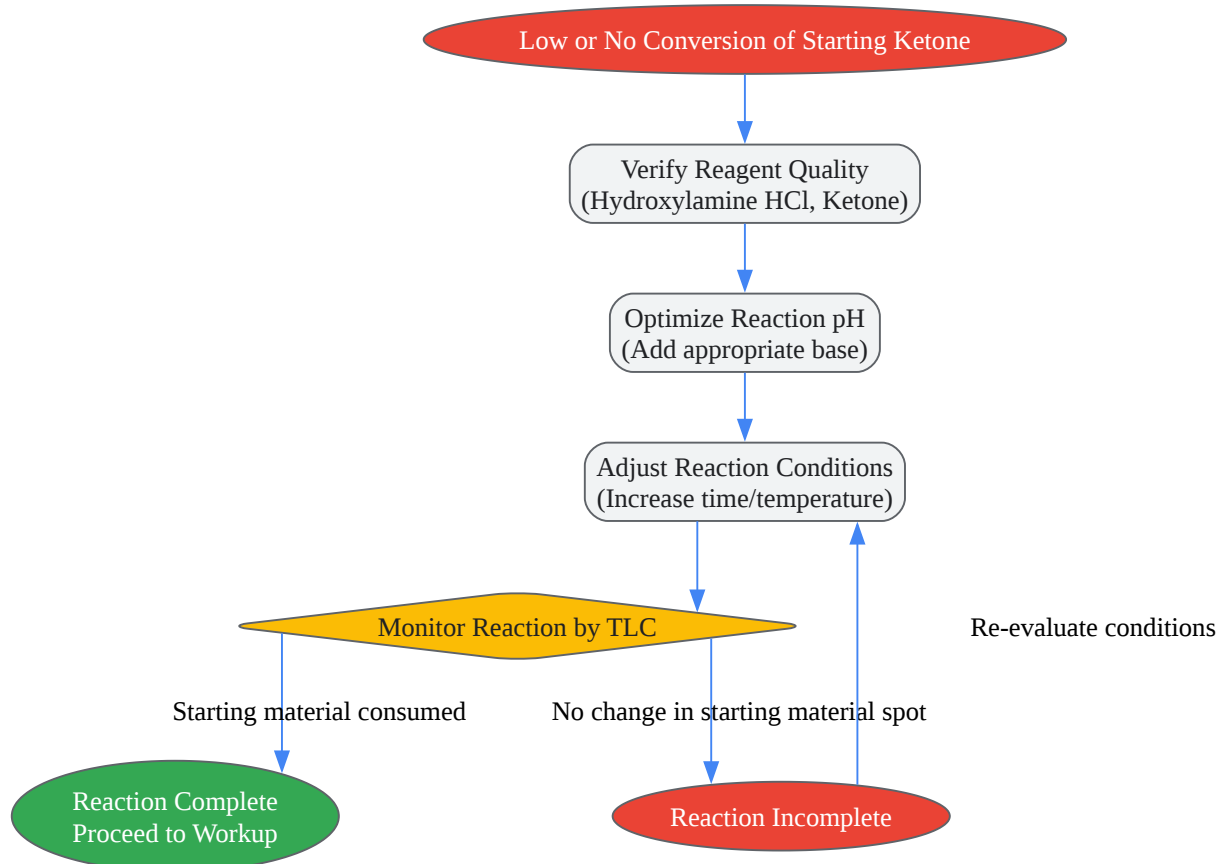 Low or No Conversion of Starting Ketone
Verify Reagent Quality
(Hydroxylamine HCl, Ketone)
Optimize Reaction pH
(Add appropriate base)
Adjust Reaction Conditions
(Increase time/temperature)
Monitor Reaction by TLC
Re-evaluate conditions
Starting material consumed
No change in starting material spot
Reaction Complete
Proceed to Workup
Reaction Incomplete